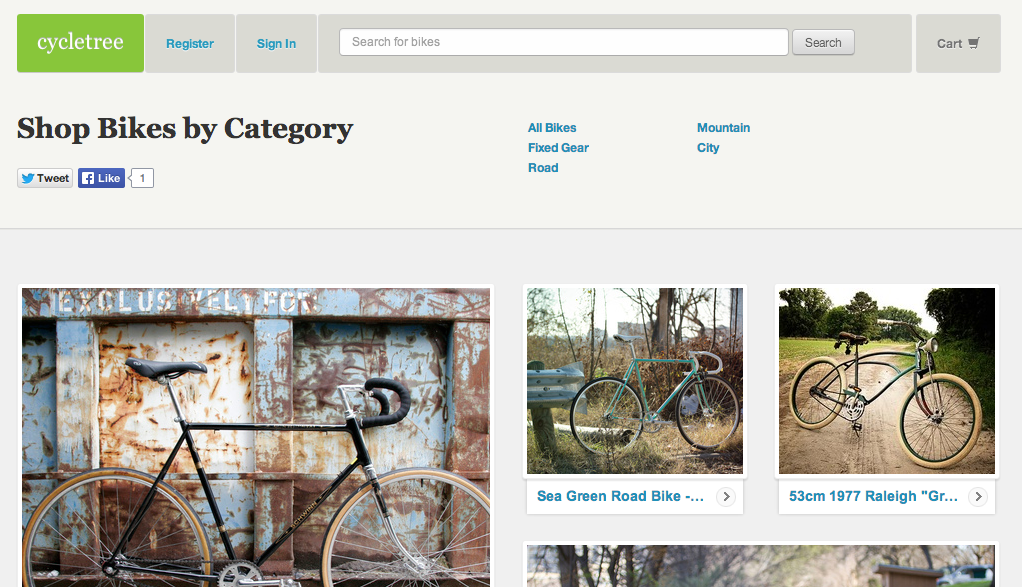 cycletree
Register
Sign In
Search for bikes
Search
Cart
Shop Bikes by Category
All Bikes
Mountain
Fixed Gear
City
Road
Tweet
Like
1
EXCLUSIVELY FOR
Sea Green Road Bike -...
53cm 1977 Raleigh "Gr...